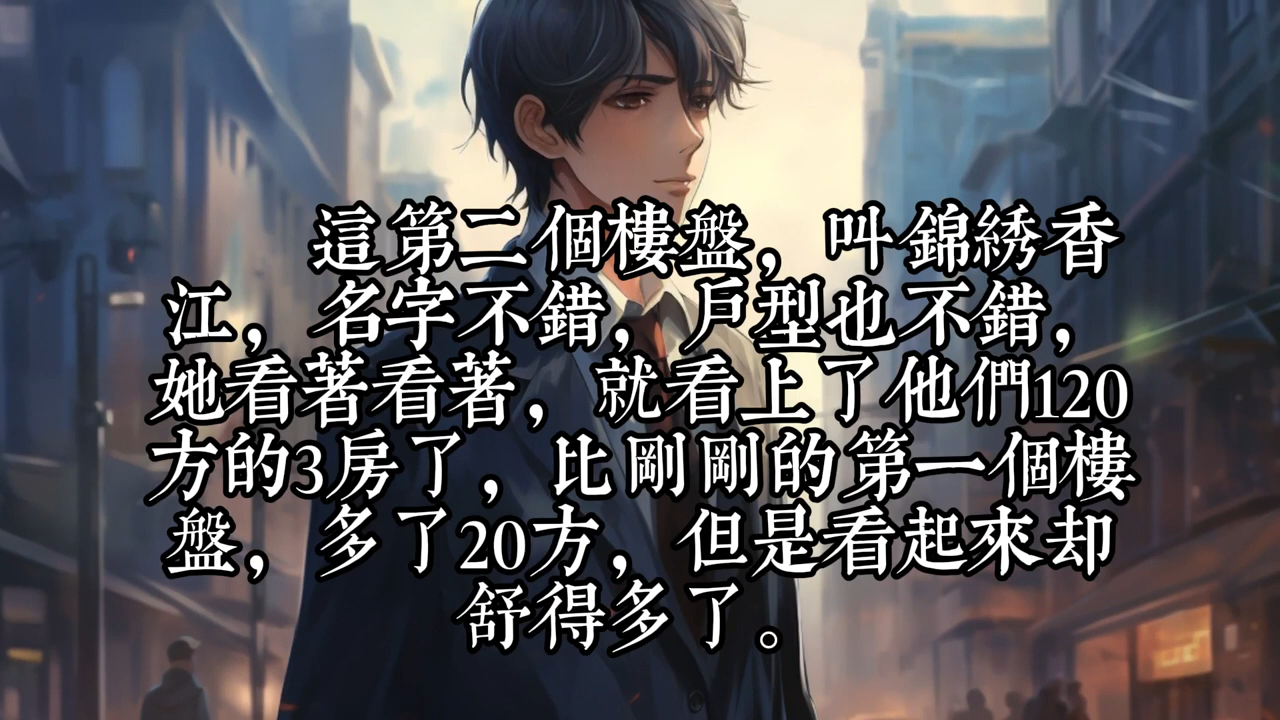 這第二個樓盤，叫錦綉香
江，名字不錯，戶型也不錯，
她看著看著，就看上了他們120
方的3房了，比剛剛的第一個樓
盤，多了20方，但是看起來却
舒得多了。